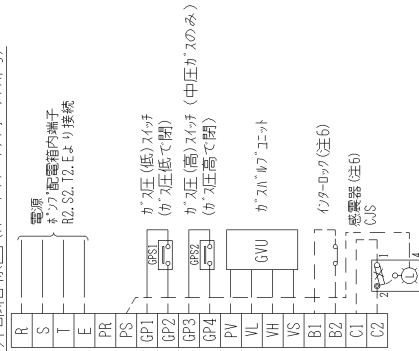 R
S
T
E
PR
PS
GP1
GP2
GP3
GP4
PV
VL
VH
VS
B1
B2
C1
C2
電源
ポンプ配電箱内端子
R2.S2.T2.Eより接続
GPS1
ガス圧(低)スイッチ
(ガス圧低で閉)
GPS2
ガス圧(高)スイッチ(中圧ガスのみ)
(ガス圧高で閉)
GVU
ガスバルブユニット
インターロック(注6)
感震器(注6)
CJS
1
2
L
4